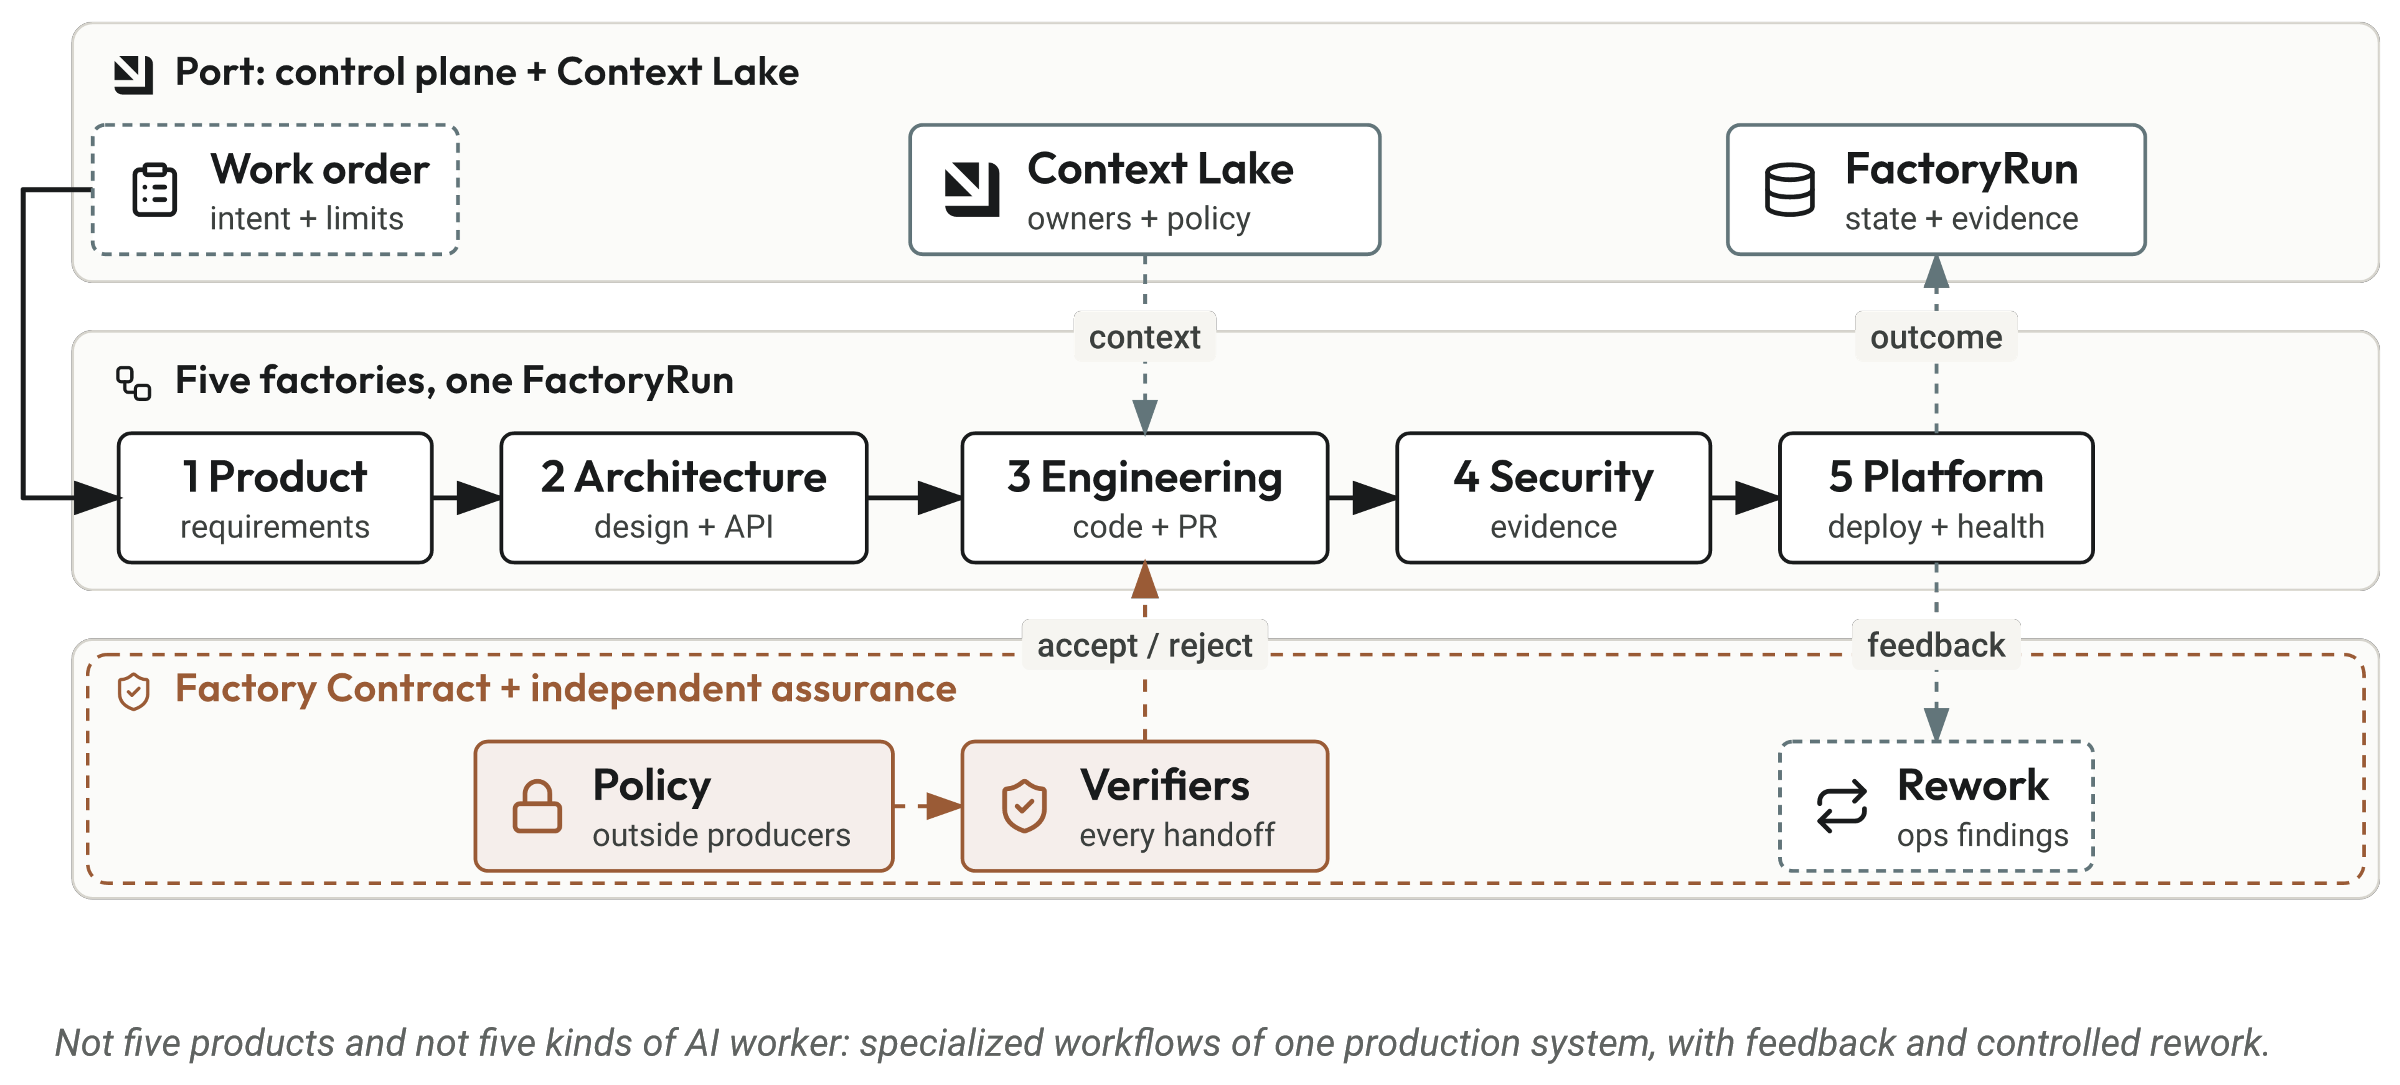 Port: control plane + Context Lake
Work order
intent + limits
Context Lake
owners + policy
FactoryRun
state + evidence
context
outcome
Five factories, one FactoryRun
1 Product
requirements
2 Architecture
design + API
3 Engineering
code + PR
4 Security
evidence
5 Platform
deploy + health
accept / reject
feedback
Factory Contract + independent assurance
Policy
outside producers
Verifiers
every handoff
Rework
ops findings
Not five products and not five kinds of AI worker: specialized workflows of one production system, with feedback and controlled rework.